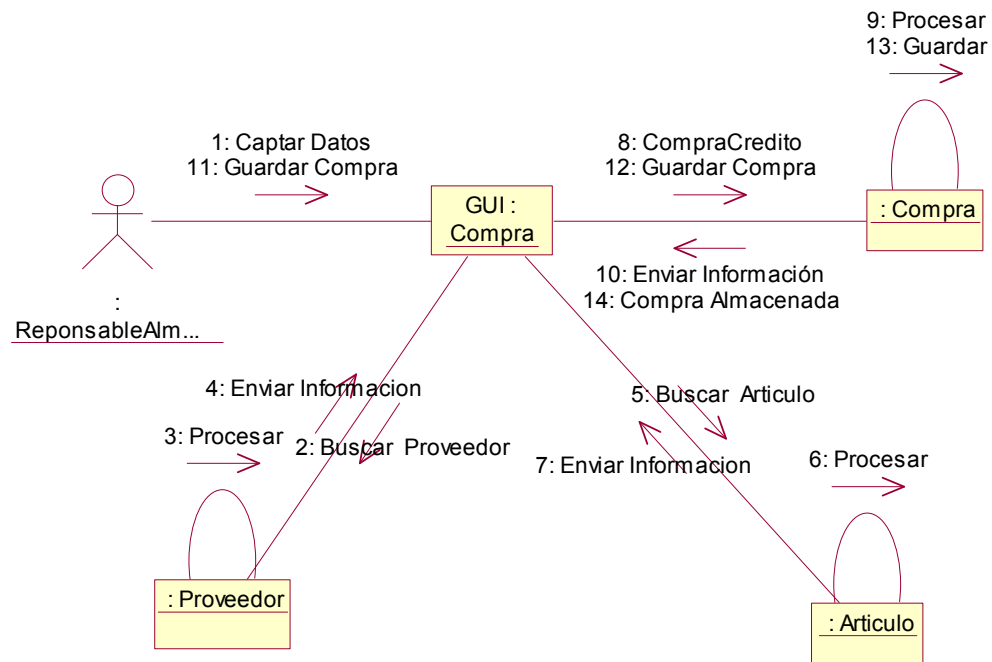 9: Procesar
13: Guardar
1: Captar Datos
11: Guardar Compra
8: CompraCredito
12: Guardar Compra
GUI :
Compra
: Compra
10: Enviar Información
14: Compra Almacenada
:
ReponsableAlm...
4: Enviar Informacion
5: Buscar Articulo
3: Procesar
2: Buscar Proveedor
7: Enviar Informacion
6: Procesar
: Proveedor
: Articulo